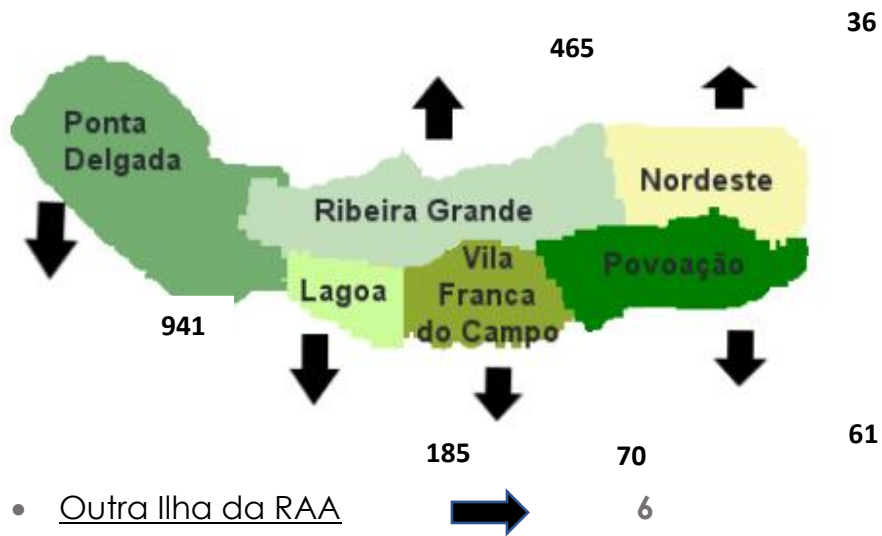 36
465
Ponta
Delgada
Nordeste
Ribeira Grande
Vila
Franca
do Campo
Povoação
Lagoa
941
61
185
70
• Outra Ilha da RAA 6